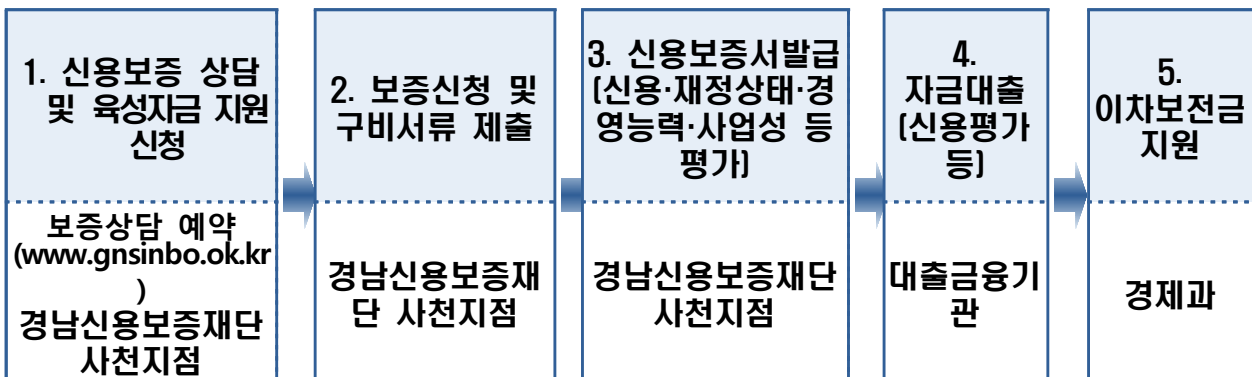 1. 신용보증 상담
및 육성자금 지원
신청
보증상담 예약
(www.gnsinbo.ok.kr
)
경남신용보증재단
사천지점
2. 보증신청 및
구비서류 제출
경남신용보증재
단 사천지점
3. 신용보증서발급
(신용·재정상태·경
영능력·사업성 등
평가)
경남신용보증재단
사천지점
4.
자금대출
(신용평가
등)
대출금융기
관
5.
이차보전금
지원
경제과